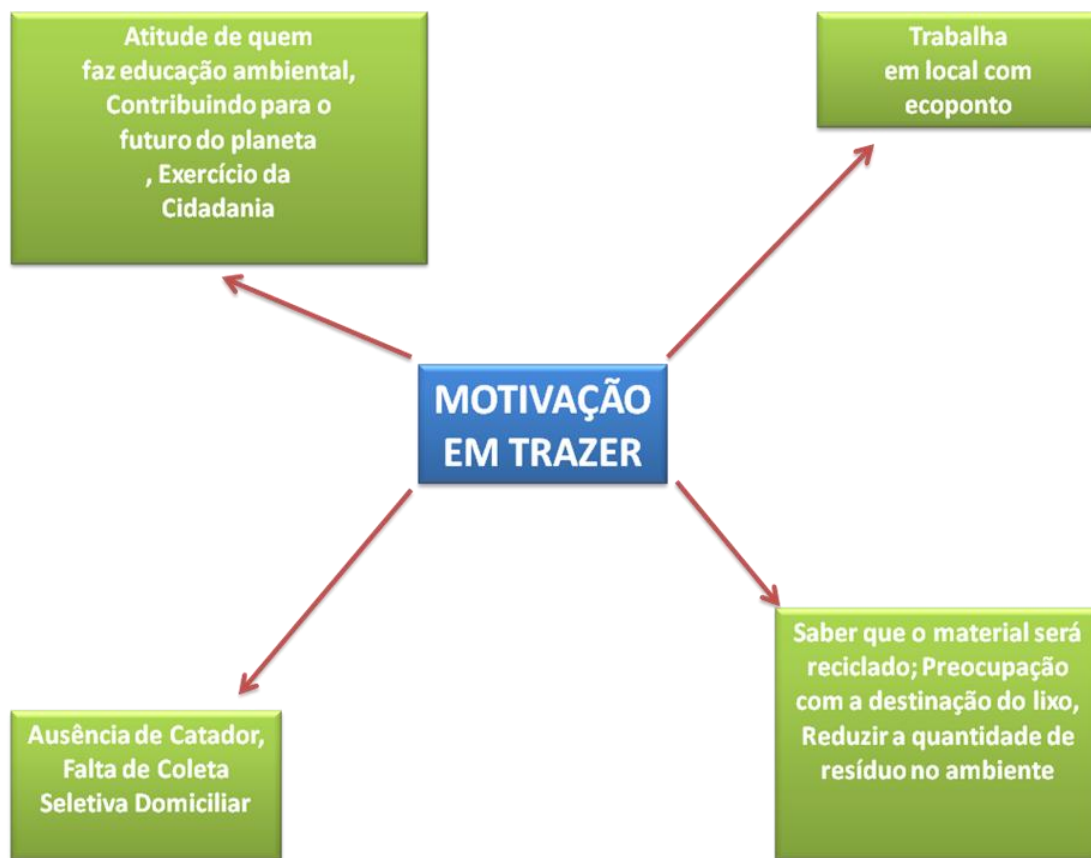 Atitude de quem
faz educação ambiental,
Contribuindo para o
futuro do planeta
, Exercício da
Cidadania
Trabalha
em local com
ecoponto
MOTIVAÇÃO
EM TRAZER
Ausência de Catador,
Falta de Coleta
Seletiva Domiciliar
Saber que o material será
reciclado; Preocupação
com a destinação do lixo,
Reduzir a quantidade de
resíduo no ambiente